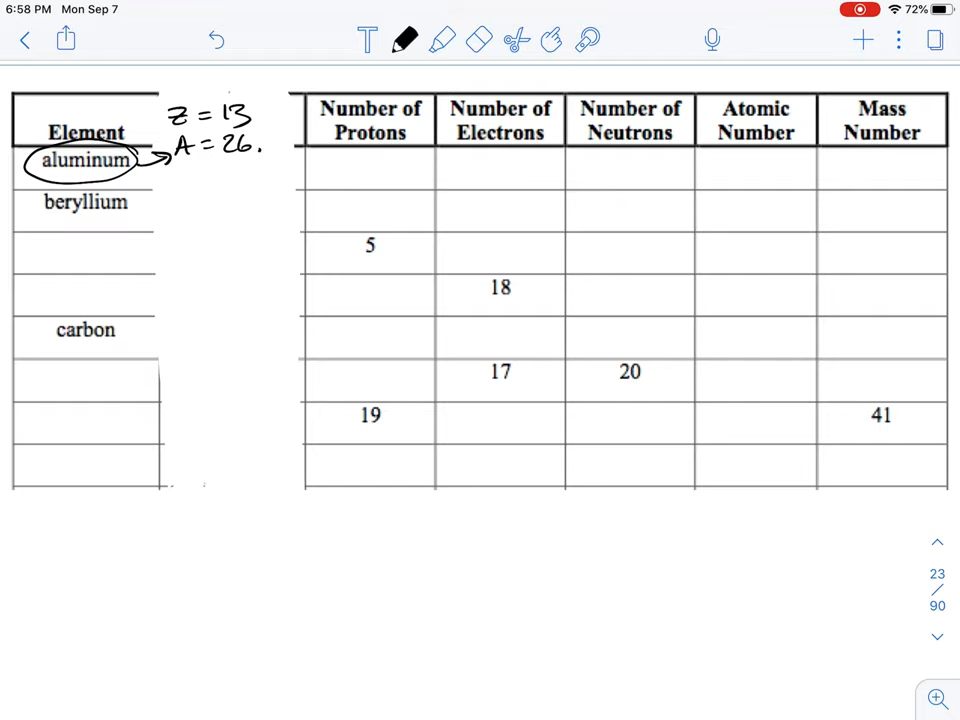 6:58 PM Mon Sep 7
72%
T
Element
Z = 13
A = 26.
Number of Protons
Number of Electrons
Number of Neutrons
Atomic Number
Mass Number
aluminum
beryllium
5
18
carbon
17 20
19 41
23
/
90